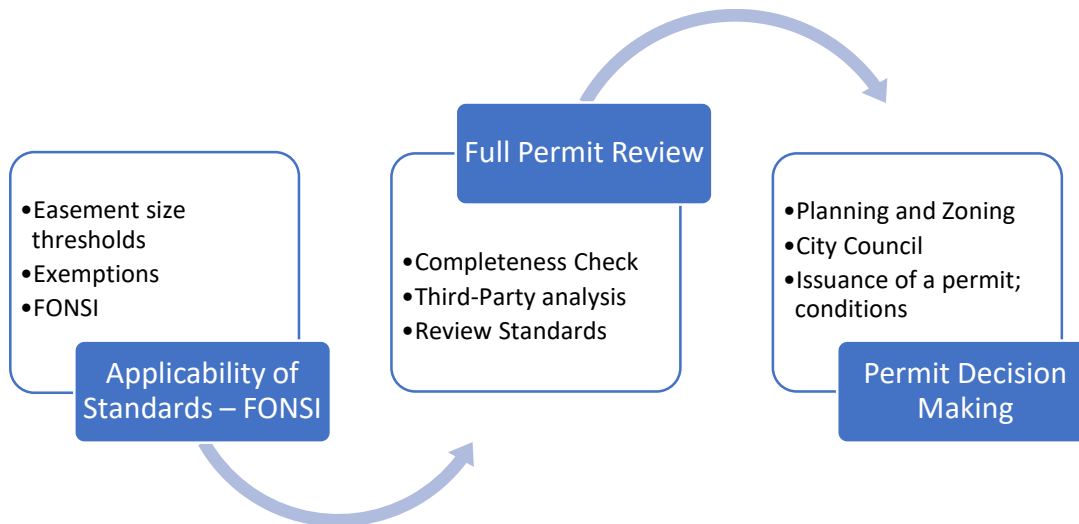 •Easement size
thresholds
•Exemptions
•FONSI
Applicability of
Standards – FONSI
Full Permit Review
•Completeness Check
•Third-Party analysis
•Review Standards
•Planning and Zoning
•City Council
•Issuance of a permit;
conditions
Permit Decision
Making